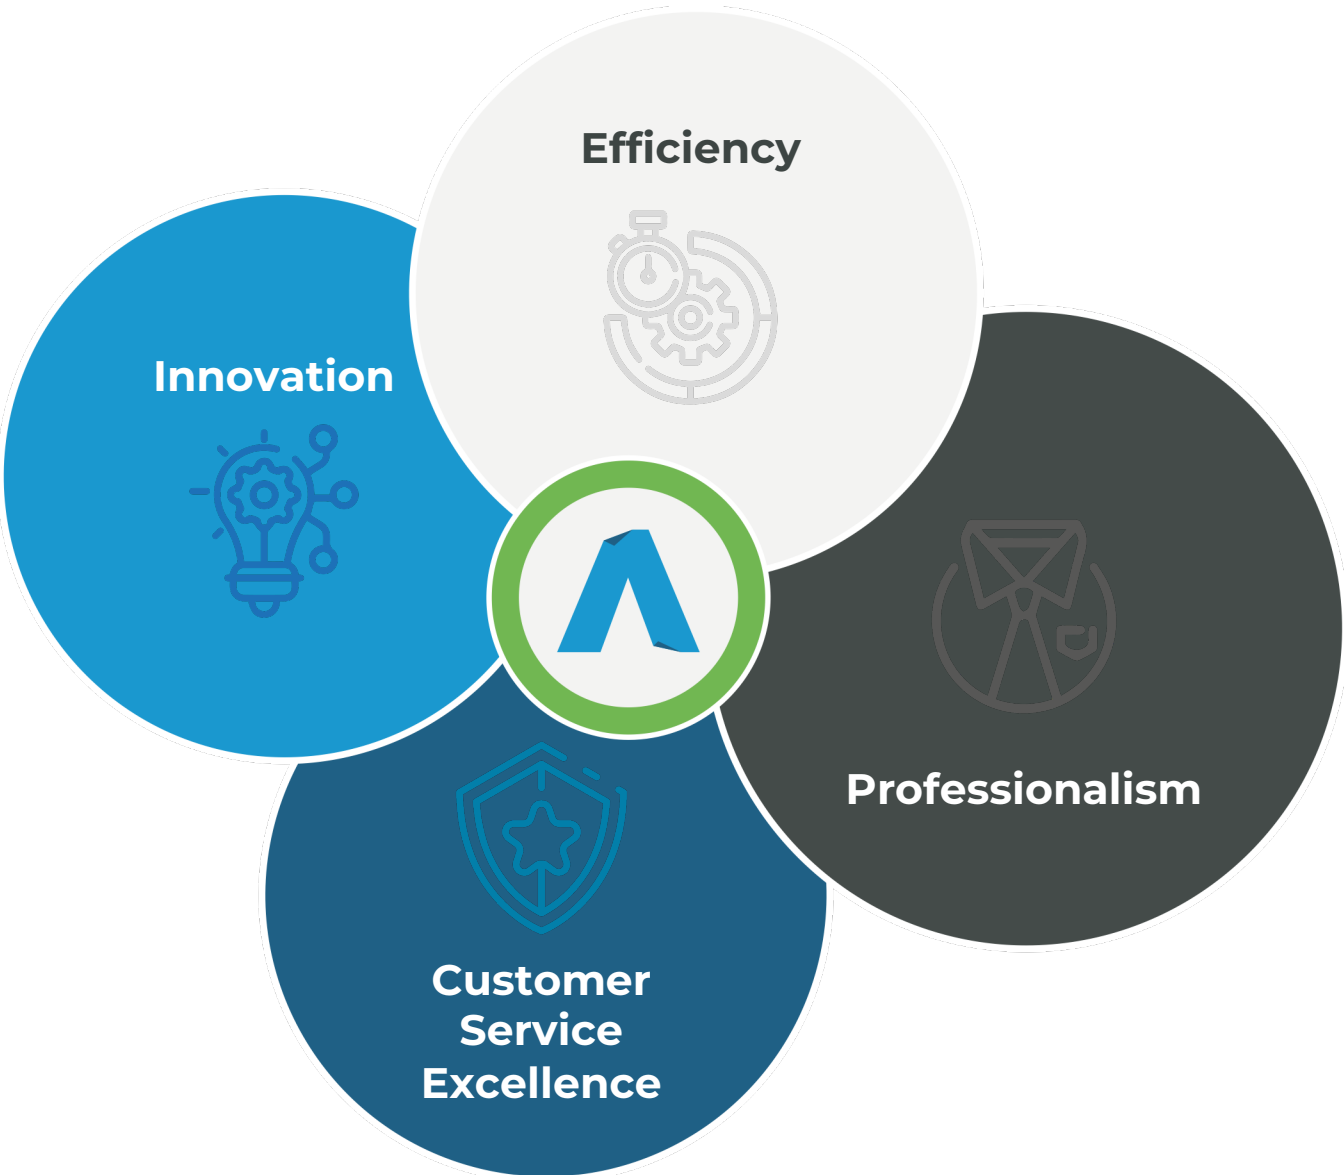 Efficiency
Innovation
Professionalism
Customer
Service
Excellence